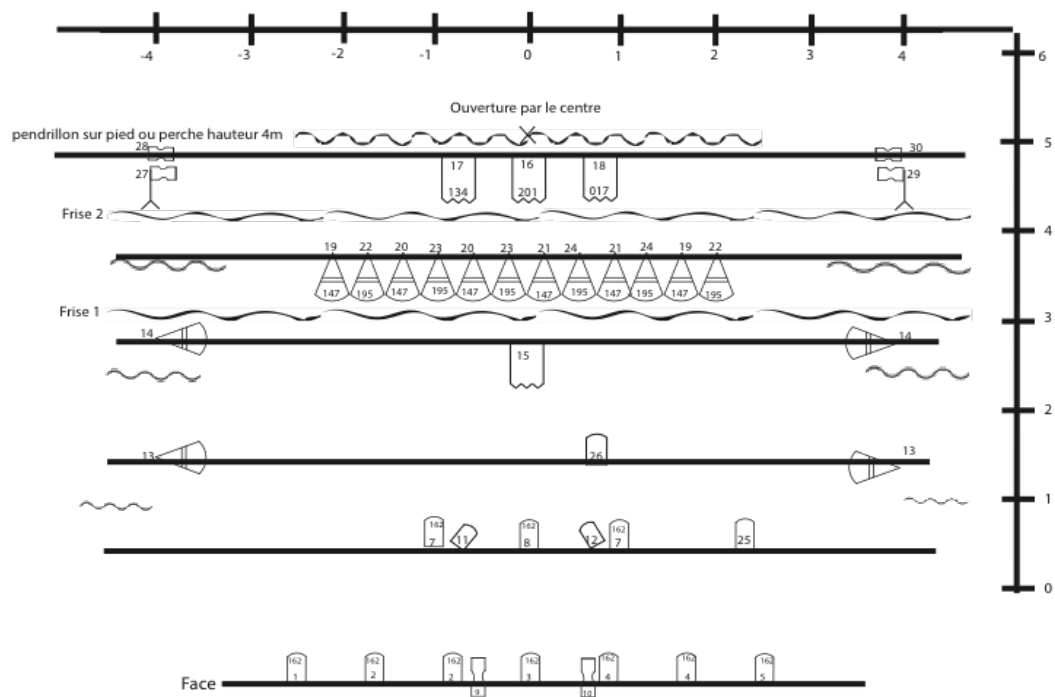 -4 -3 -2 -1 0 1 2 3 4
6
Ouverture par le centre
pendrillon sur pied ou perche hauteur 4m
5
28 17 16 18 30
27 134 201 017 29
Frise 2
4
19 22 20 23 20 23 21 24 21 24 19 22
147 195 147 195 147 195 147 195 147 195 147 195
Frise 1
3
14 14
15
2
13 26 13
1
162 162 162
7 11 8 12 7 25
0
162 162 162 162 162 162 162
1 2 2 3 4 4 5
Face
9 10